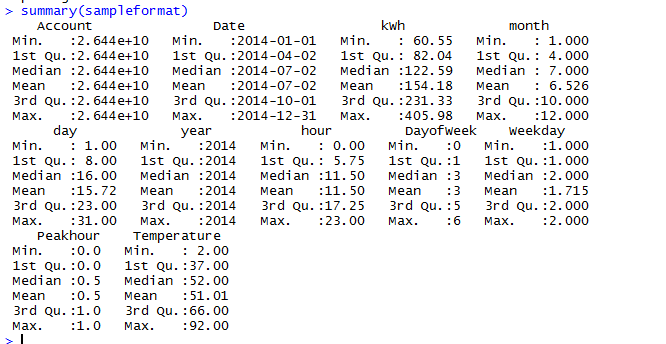 > summary(sampleformat)
    Account               Date                 kWh             month
 Min.   :2.644e+10   Min.   :2014-01-01   Min.   : 60.55   Min.   : 1.000
 1st Qu.:2.644e+10   1st Qu.:2014-04-02   1st Qu.: 82.04   1st Qu.: 4.000
 Median :2.644e+10   Median :2014-07-02   Median :122.59   Median : 7.000
 Mean   :2.644e+10   Mean   :2014-07-02   Mean   :154.18   Mean   : 6.526
 3rd Qu.:2.644e+10   3rd Qu.:2014-10-01   3rd Qu.:231.33   3rd Qu.:10.000
 Max.   :2.644e+10   Max.   :2014-12-31   Max.   :405.98   Max.   :12.000
      day             year           hour         DayofWeek    Weekday
 Min.   : 1.00   Min.   :2014   Min.   : 0.00   Min.   :0   Min.   :1.000
 1st Qu.: 8.00   1st Qu.:2014   1st Qu.: 5.75   1st Qu.:1   1st Qu.:1.000
 Median :16.00   Median :2014   Median :11.50   Median :3   Median :2.000
 Mean   :15.72   Mean   :2014   Mean   :11.50   Mean   :3   Mean   :1.715
 3rd Qu.:23.00   3rd Qu.:2014   3rd Qu.:17.25   3rd Qu.:5   3rd Qu.:2.000
 Max.   :31.00   Max.   :2014   Max.   :23.00   Max.   :6   Max.   :2.000
    Peakhour    Temperature
 Min.   :0.0   Min.   : 2.00
 1st Qu.:0.0   1st Qu.:37.00
 Median :0.5   Median :52.00
 Mean   :0.5   Mean   :51.01
 3rd Qu.:1.0   3rd Qu.:66.00
 Max.   :1.0   Max.   :92.00
>